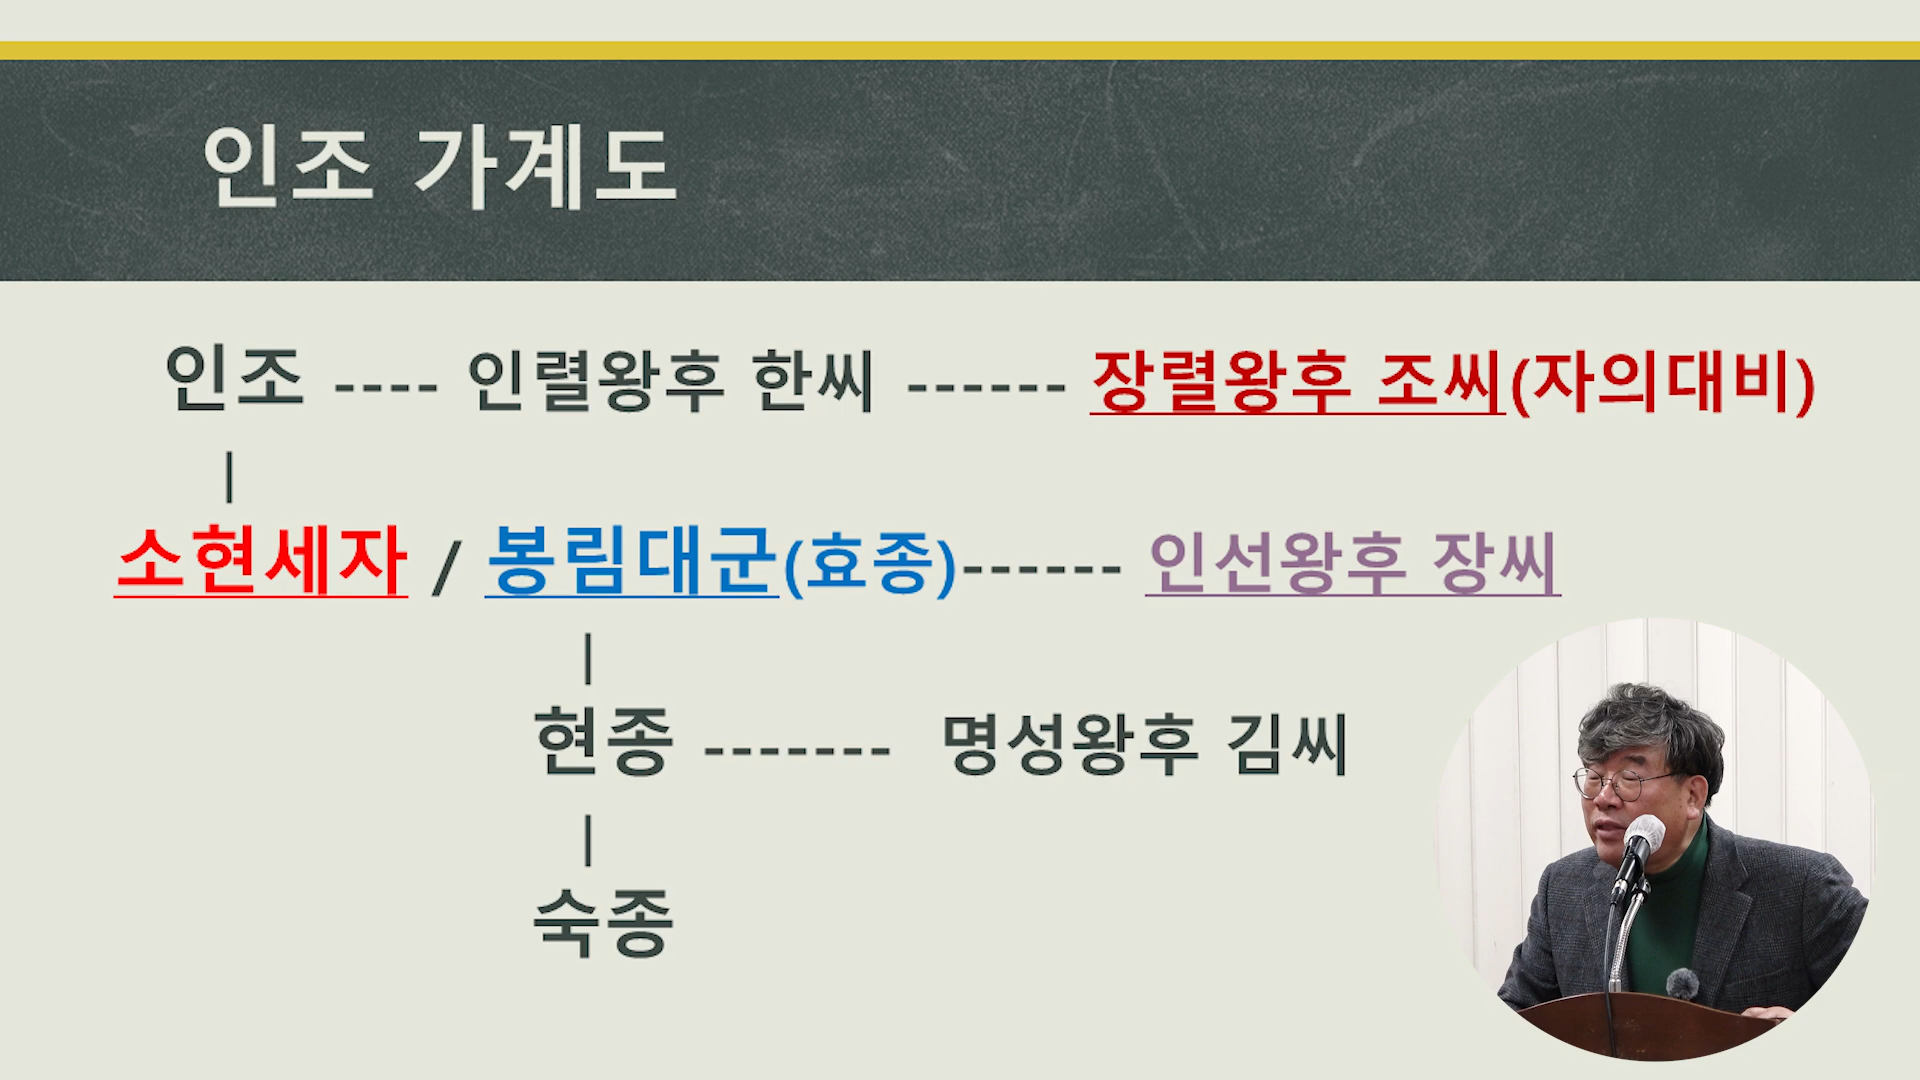 인조 가계도
인조 ---- 인렬왕후 한씨 ------ 장렬왕후 조씨(자의대비)
|
소현세자 / 봉림대군(효종)------ 인선왕후 장씨
|
현종 ------- 명성왕후 김씨
|
숙종